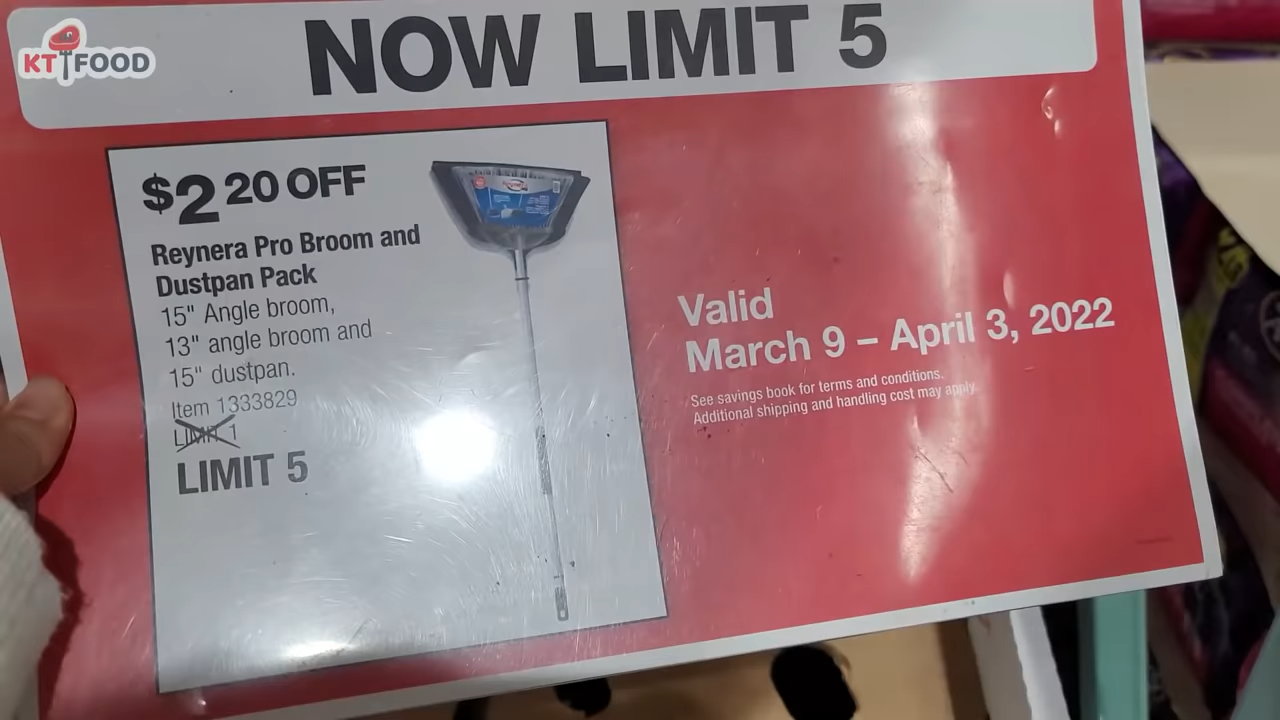 KT FOOD
NOW LIMIT 5
$2 20 OFF
Reynera Pro Broom and
Dustpan Pack
15" Angle broom,
13" angle broom and
15" dustpan.
Item 1333829
LIMIT 1
LIMIT 5
Valid
March 9 – April 3, 2022
See savings book for terms and conditions.
Additional shipping and handling cost may apply.